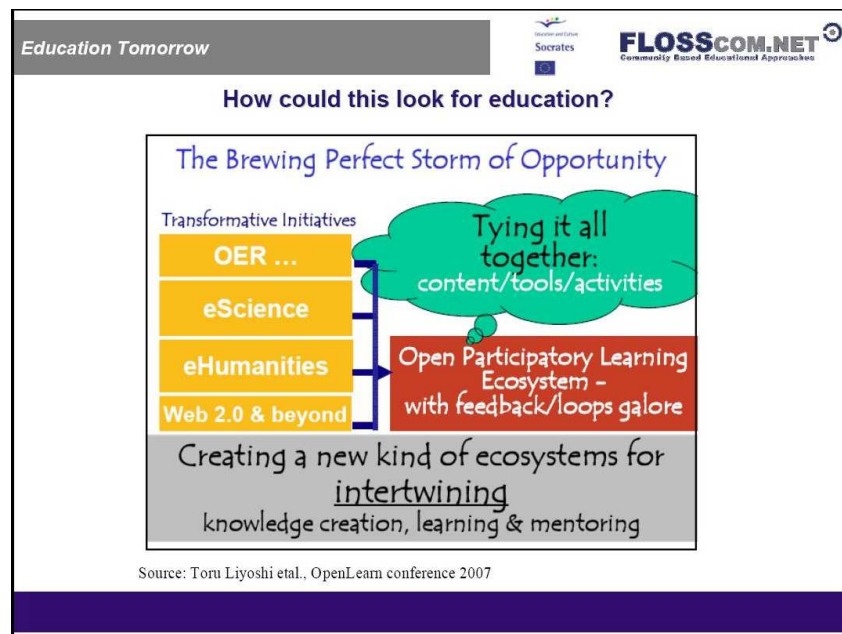 Education Tomorrow
Education and Culture
Socrates
FLOSSCOM.NET
Community Based Educational Approaches
How could this look for education?
The Brewing Perfect Storm of Opportunity
Transformative Initiatives
OER ...
eScience
eHumanities
Web 2.0 & beyond
Tying it all
together:
content/tools/activities
Open Participatory Learning
Ecosystem –
with feedback/loops galore
Creating a new kind of ecosystems for
intertwining
knowledge creation, learning & mentoring
Source: Toru Liyoshi etal., OpenLearn conference 2007